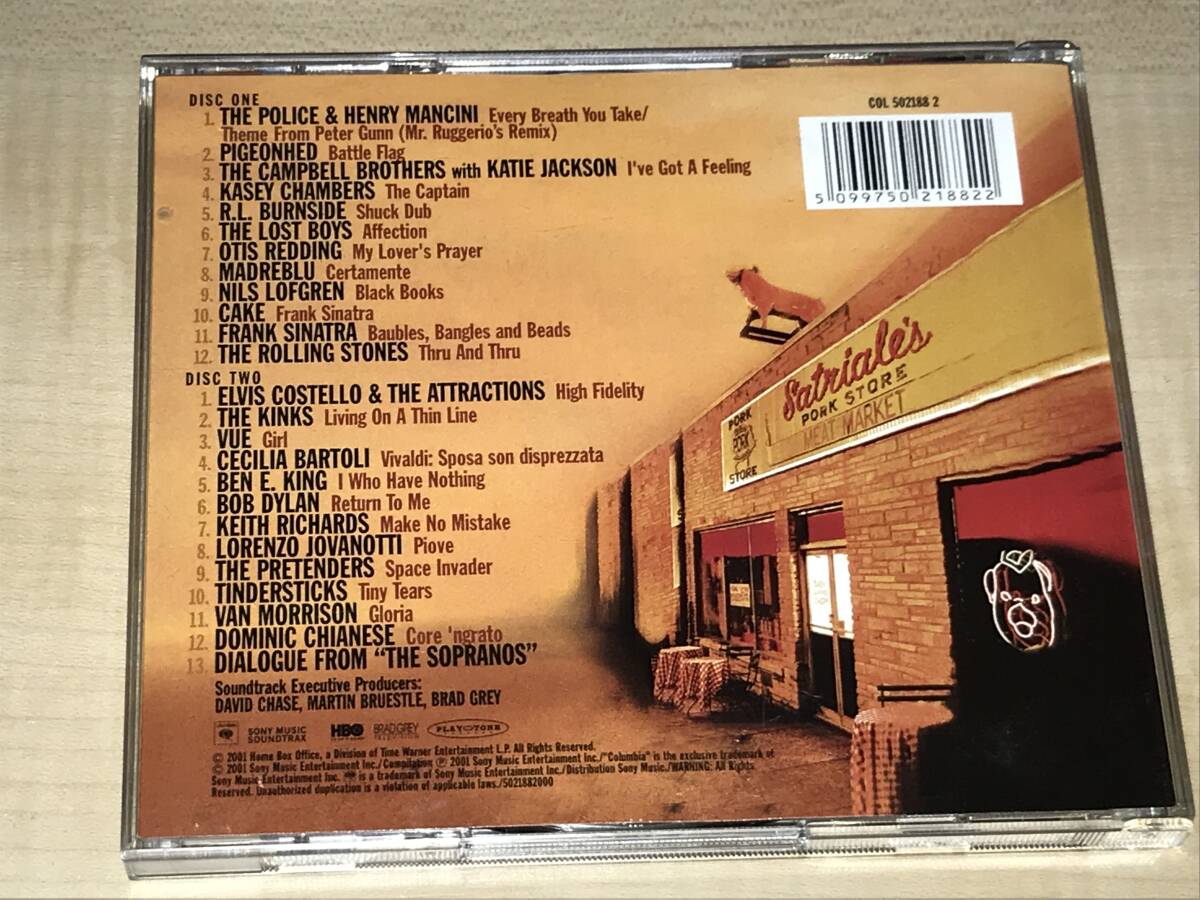 DISC ONE
1. THE POLICE & HENRY MANCINI Every Breath You Take/
Theme From Peter Gunn (Mr. Ruggerio's Remix)
2. PIGEONHED Battle Flag
3. THE CAMPBELL BROTHERS with KATIE JACKSON I've Got A Feeling
4. KASEY CHAMBERS The Captain
5. R.L. BURNSIDE Shuck Dub
6. THE LOST BOYS Affection
7. OTIS REDDING My Lover's Prayer
8. MADREBLU Certamente
9. NILS LOFGREN Black Books
10. CAKE Frank Sinatra
11. FRANK SINATRA Baubles, Bangles and Beads
12. THE ROLLING STONES Thru And Thru
DISC TWO
1. ELVIS COSTELLO & THE ATTRACTIONS High Fidelity
2. THE KINKS Living On A Thin Line
3. VUE Girl
4. CECILIA BARTOLI Vivaldi: Sposa son disprezzata
5. BEN E. KING I Who Have Nothing
6. BOB DYLAN Return To Me
7. KEITH RICHARDS Make No Mistake
8. LORENZO JOVANOTTI Piove
9. THE PRETENDERS Space Invader
10. TINDERSTICKS Tiny Tears
11. VAN MORRISON Gloria
12. DOMINIC CHIANESE Core 'ngrato
13. DIALOGUE FROM "THE SOPRANOS"
Soundtrack Executive Producers:
DAVID CHASE, MARTIN BRUESTLE, BRAD GREY
SONY MUSIC
SOUNDTRAX
HBO
BRAD GREY
TELEVISION
PLAY-TONE
© 2001 Home Box Office, a Division of Time Warner Entertainment L.P. All Rights Reserved.
© 2001 Sony Music Entertainment Inc./Compilation ℗ 2001 Sony Music Entertainment Inc./"Columbia" is the exclusive trademark of
Sony Music Entertainment Inc. is a trademark of Sony Music Entertainment Inc./Distribution Sony Music./WARNING: All Rights
Reserved. Unauthorized duplication is a violation of applicable laws./5021882000
COL 502188 2
5 099750 218822
Satriale's
PORK STORE
MEAT MARKET
PORK
STORE